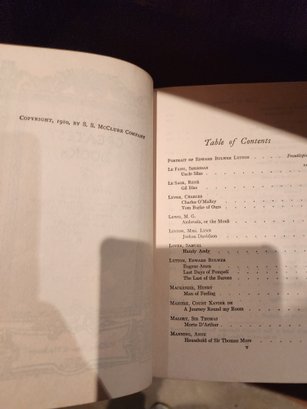 COPYRIGHT, 1910, BY S. S. McCLURE COMPANY
Table of Contents
PORTRAIT OF EDWARD BULWER LYTTON . . Frontispiece
LE FANU, SHERIDAN
Uncle Silas
LE SAGE, RENÉ
Gil Blas
LEVER, CHARLES
Charles O'Malley
Tom Burke of Ours
LEWIS, M. G.
Ambrosio, or the Monk
LINTON, MRS. LYNN
Joshua Davidson
LOVER, SAMUEL
Handy Andy
LYTTON, EDWARD BULWER
Eugene Aram
Last Days of Pompeii
The Last of the Barons
MACKENZIE, HENRY
Man of Feeling
MAISTRE, COUNT XAVIER DE
A Journey Round my Room
MALORY, SIR THOMAS
Morte D'Arthur
MANNING, ANNE
Household of Sir Thomas More
V